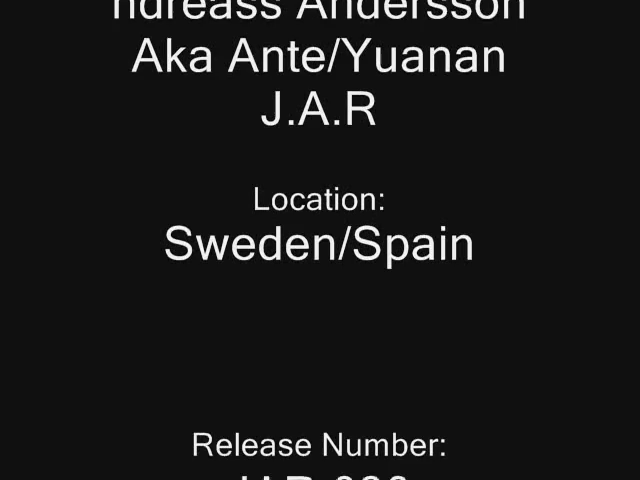 ndreass Andersson
Aka Ante/Yuanan
J.A.R
Location:
Sweden/Spain
Release Number: